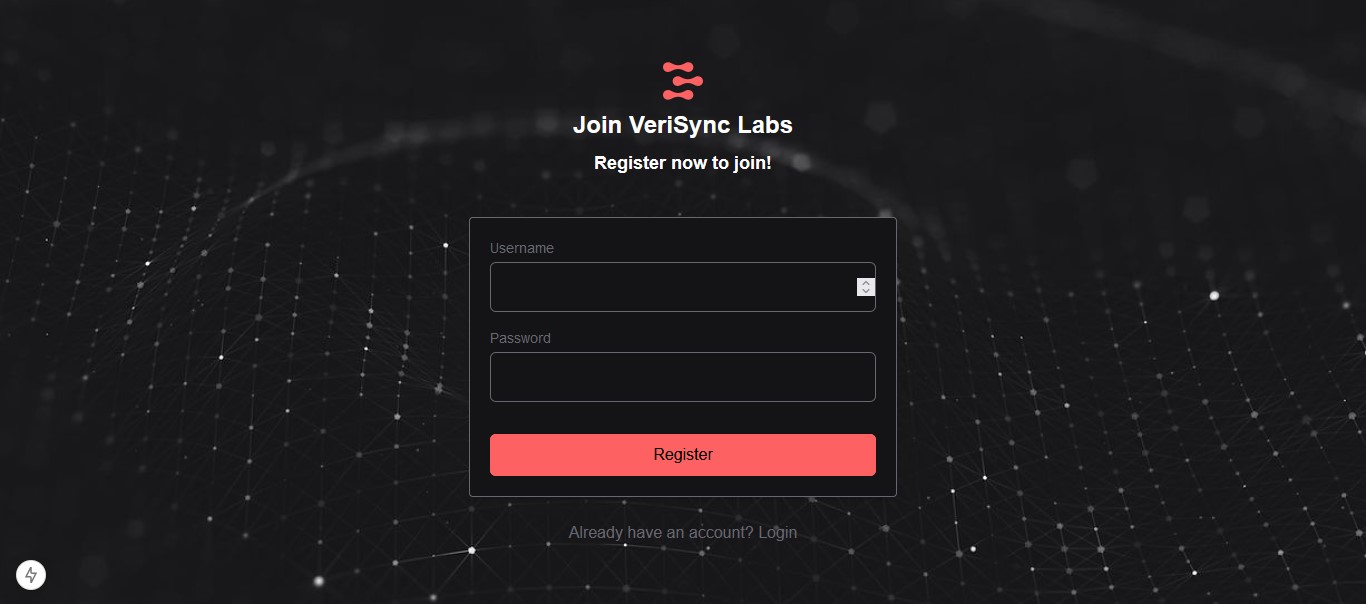 Join VeriSync Labs
Register now to join!
Username
Password
Register
Already have an account? Login